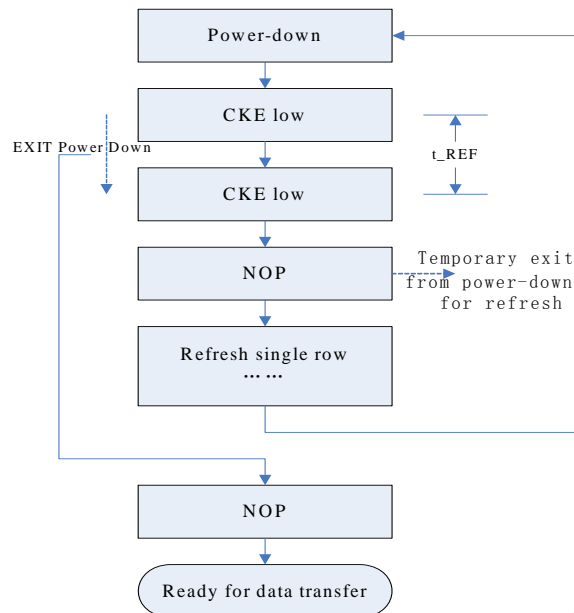 Power-down
CKE low
EXIT Power Down
t_REF
CKE low
NOP
Temporary exit
from power-down
for refresh
Refresh single row
... ...
NOP
Ready for data transfer